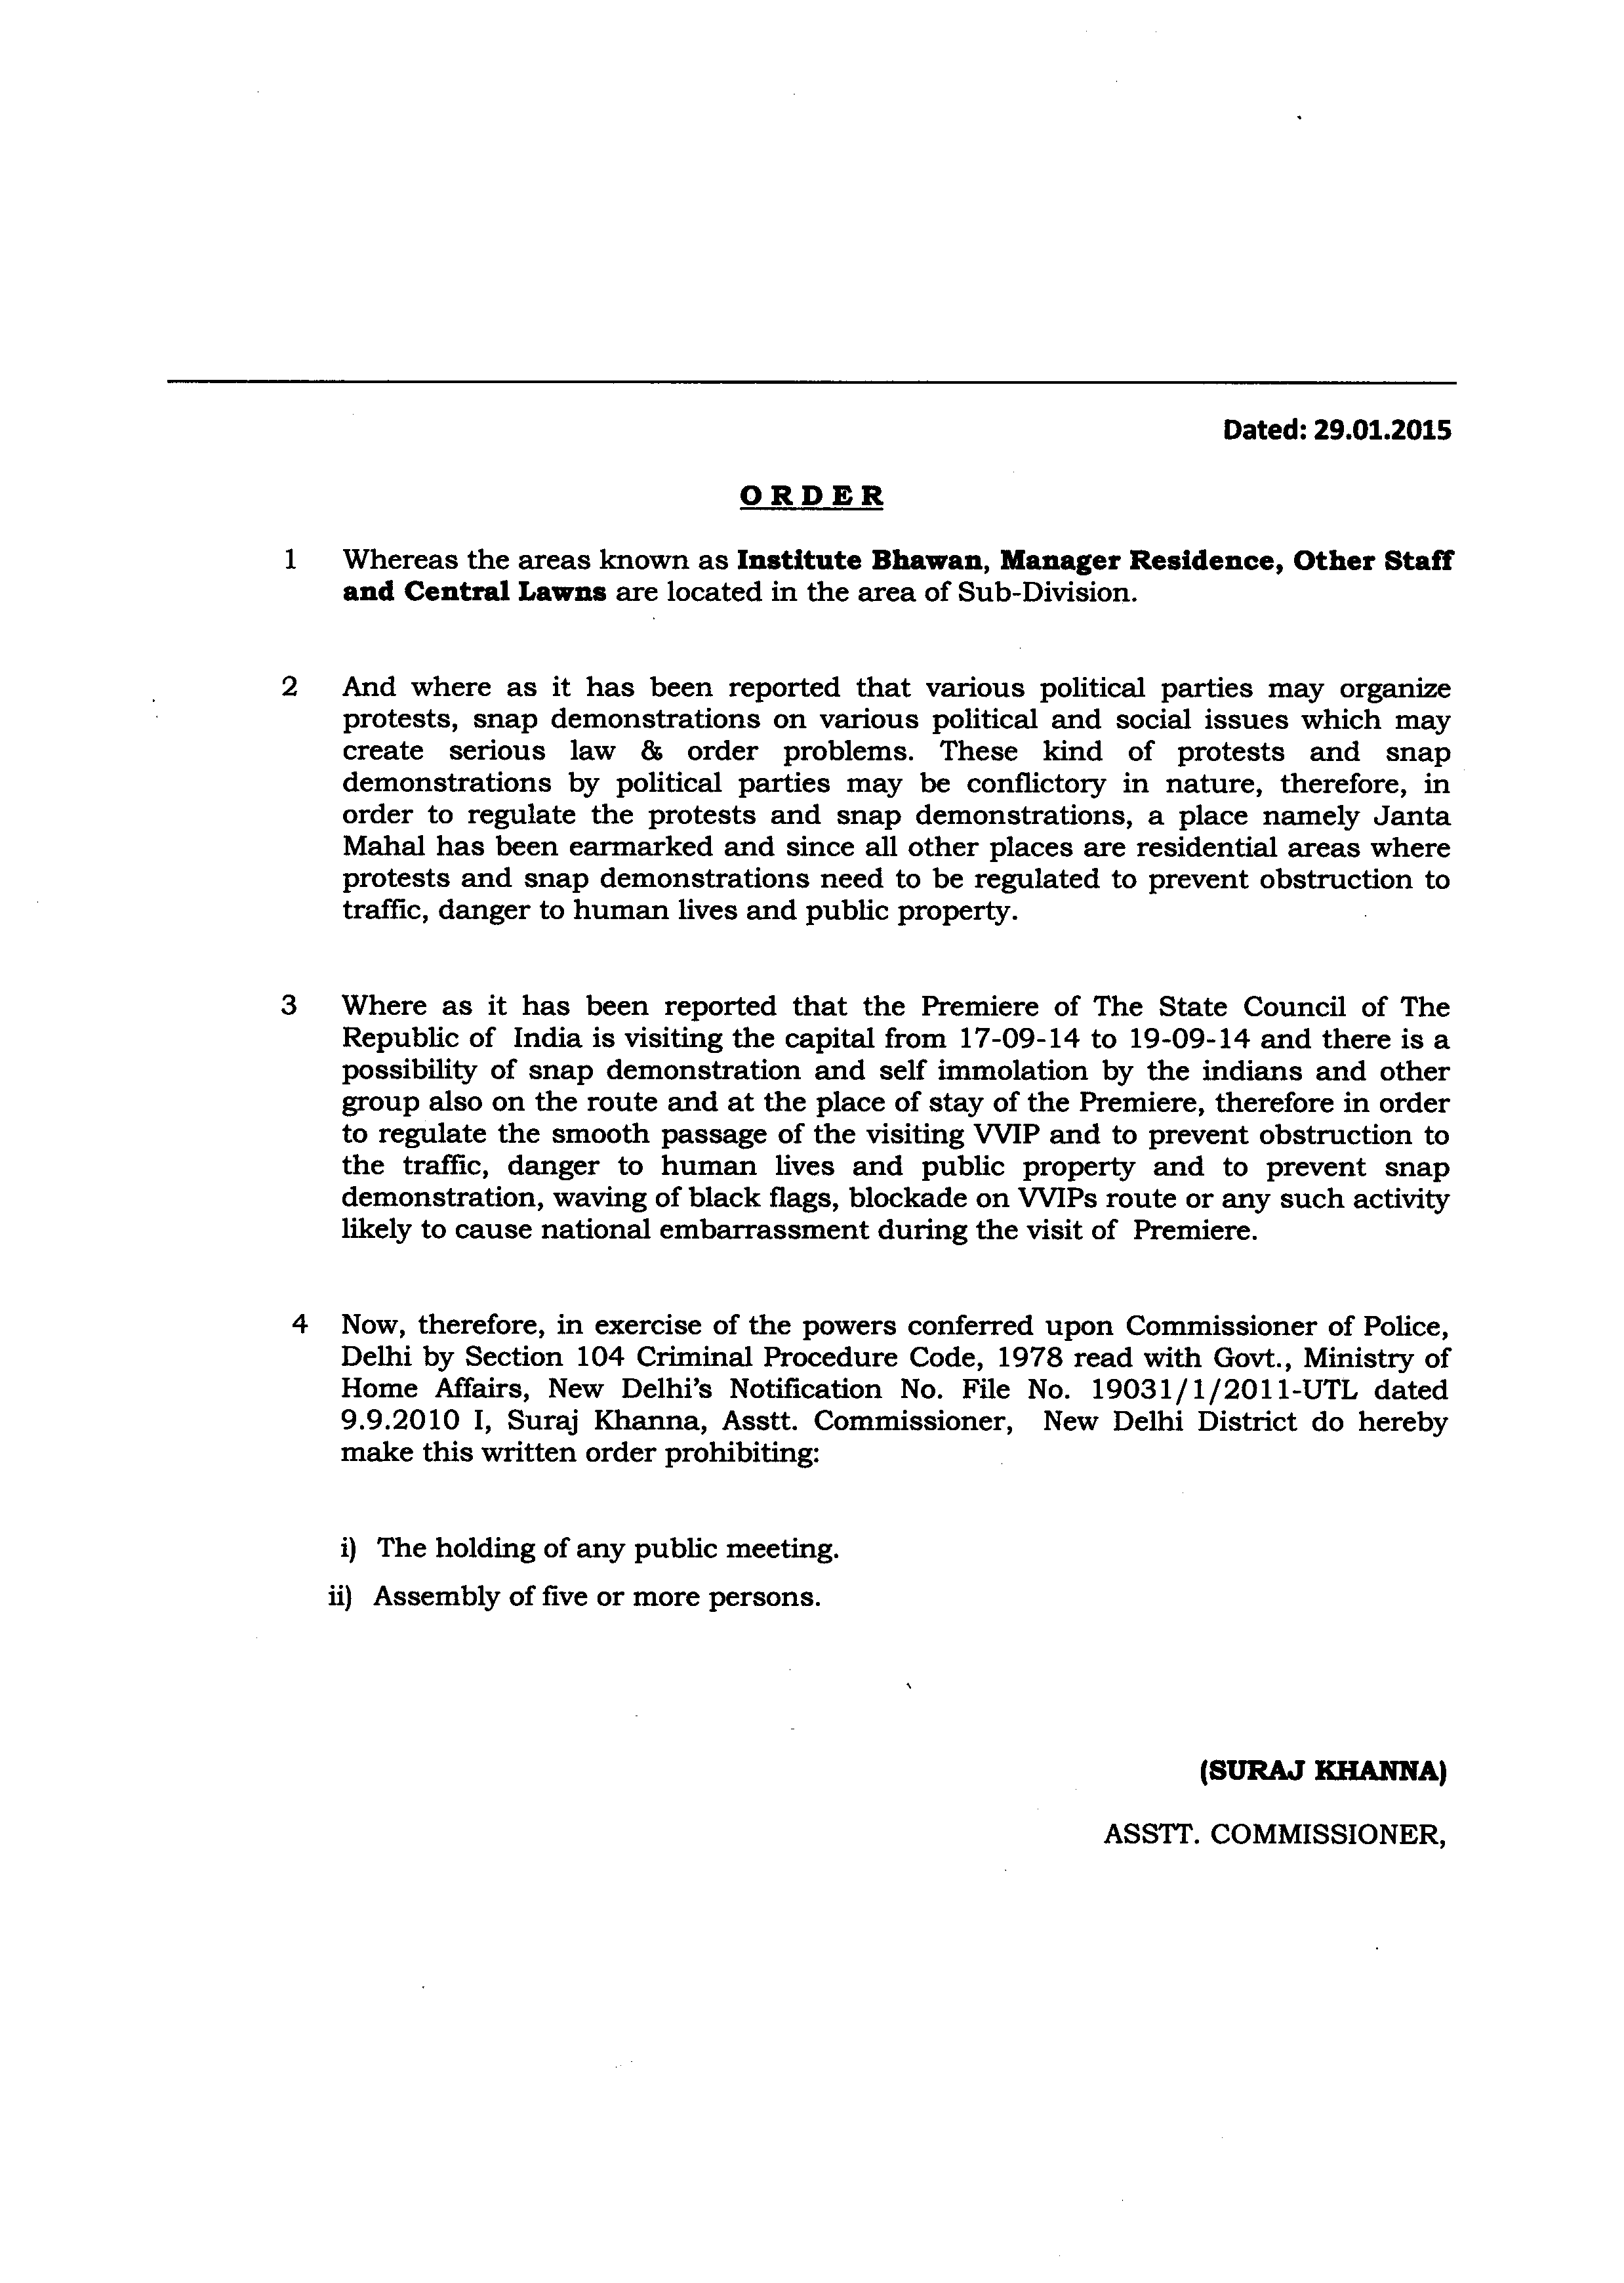 Dated: 29.01.2015
ORDER
1 Whereas the areas known as Institute Bhawan, Manager Residence, Other Staff
and Central Lawns are located in the area of Sub-Division.
2 And where as it has been reported that various political parties may organize
protests, snap demonstrations on various political and social issues which may
create serious law & order problems. These kind of protests and snap
demonstrations by political parties may be conflictory in nature, therefore, in
order to regulate the protests and snap demonstrations, a place namely Janta
Mahal has been earmarked and since all other places are residential areas where
protests and snap demonstrations need to be regulated to prevent obstruction to
traffic, danger to human lives and public property.
3 Where as it has been reported that the Premiere of The State Council of The
Republic of India is visiting the capital from 17-09-14 to 19-09-14 and there is a
possibility of snap demonstration and self immolation by the indians and other
group also on the route and at the place of stay of the Premiere, therefore in order
to regulate the smooth passage of the visiting VVIP and to prevent obstruction to
the traffic, danger to human lives and public property and to prevent snap
demonstration, waving of black flags, blockade on VVIPs route or any such activity
likely to cause national embarrassment during the visit of Premiere.
4 Now, therefore, in exercise of the powers conferred upon Commissioner of Police,
Delhi by Section 104 Criminal Procedure Code, 1978 read with Govt., Ministry of
Home Affairs, New Delhi's Notification No. File No. 19031/1/2011-UTL dated
9.9.2010 I, Suraj Khanna, Asstt. Commissioner, New Delhi District do hereby
make this written order prohibiting:
i) The holding of any public meeting.
ii) Assembly of five or more persons.
(SURAJ KHANNA)
ASSTT. COMMISSIONER,